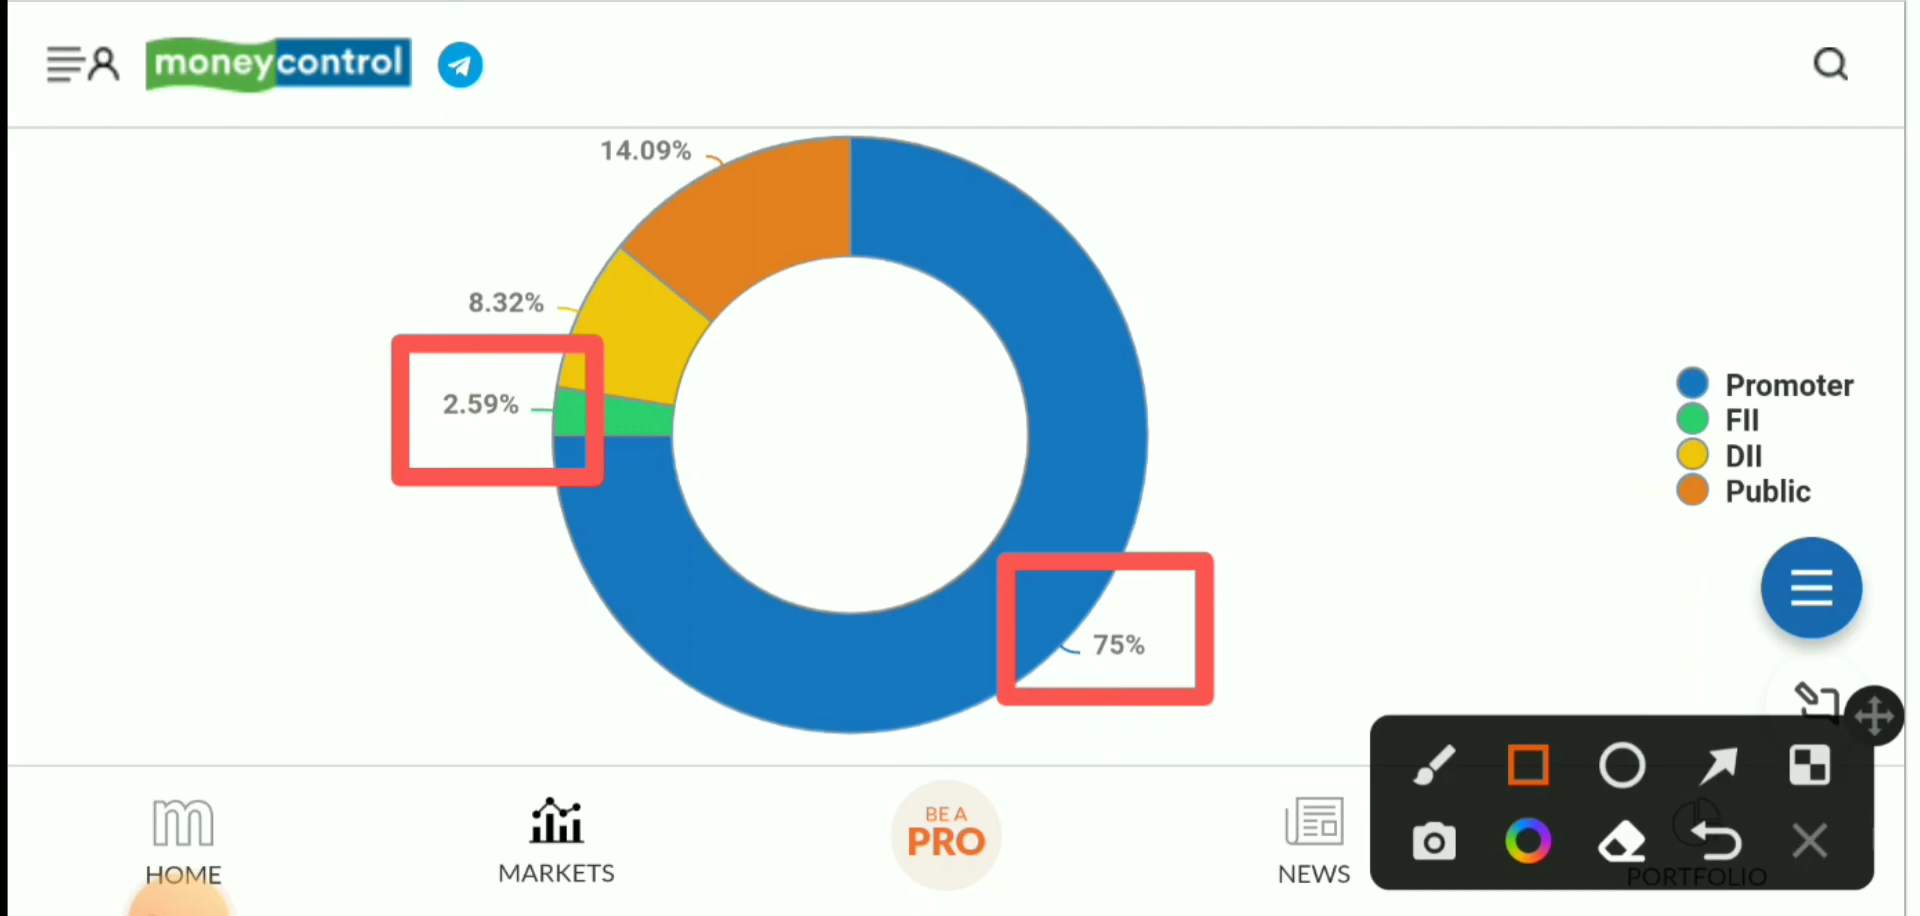 moneycontrol
14.09%
8.32%
2.59%
75%
Promoter
FII
DII
Public
HOME
MARKETS
BE A
PRO
NEWS
PORTFOLIO